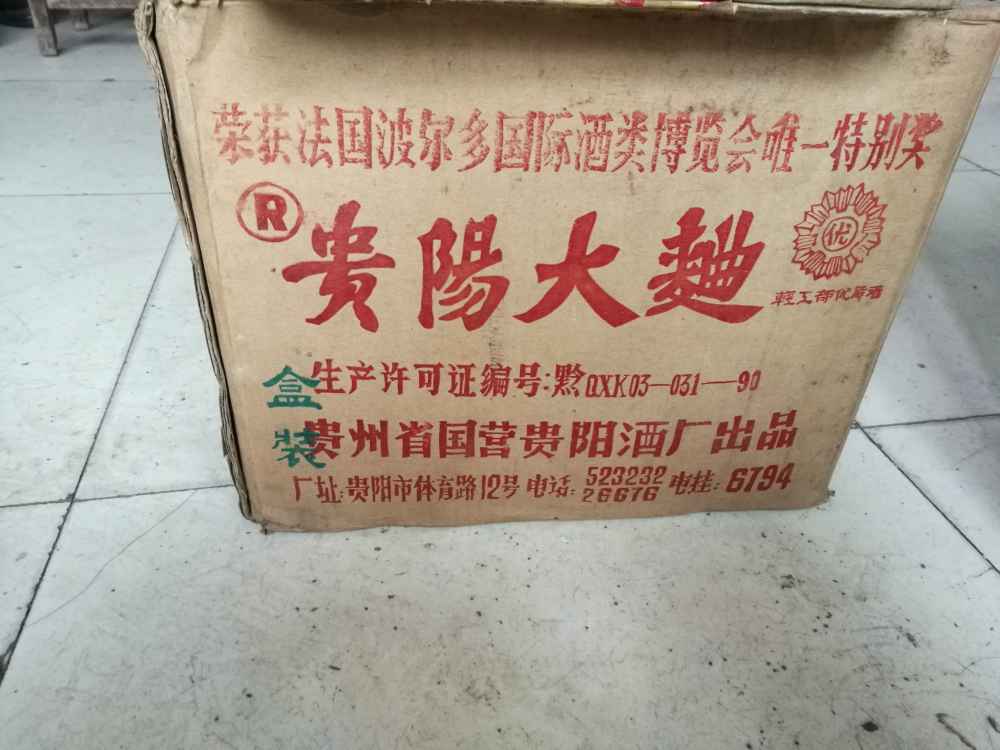 荣获法国波尔多国际酒类博览会唯一特别奖
R
貴陽大麯
优
輕工部优质酒
盒装
生产许可证编号:黔QXK03-031-90
贵州省国营贵阳酒厂出品
厂址:贵阳市体育路12号 电话:523232 26676 电挂:6794